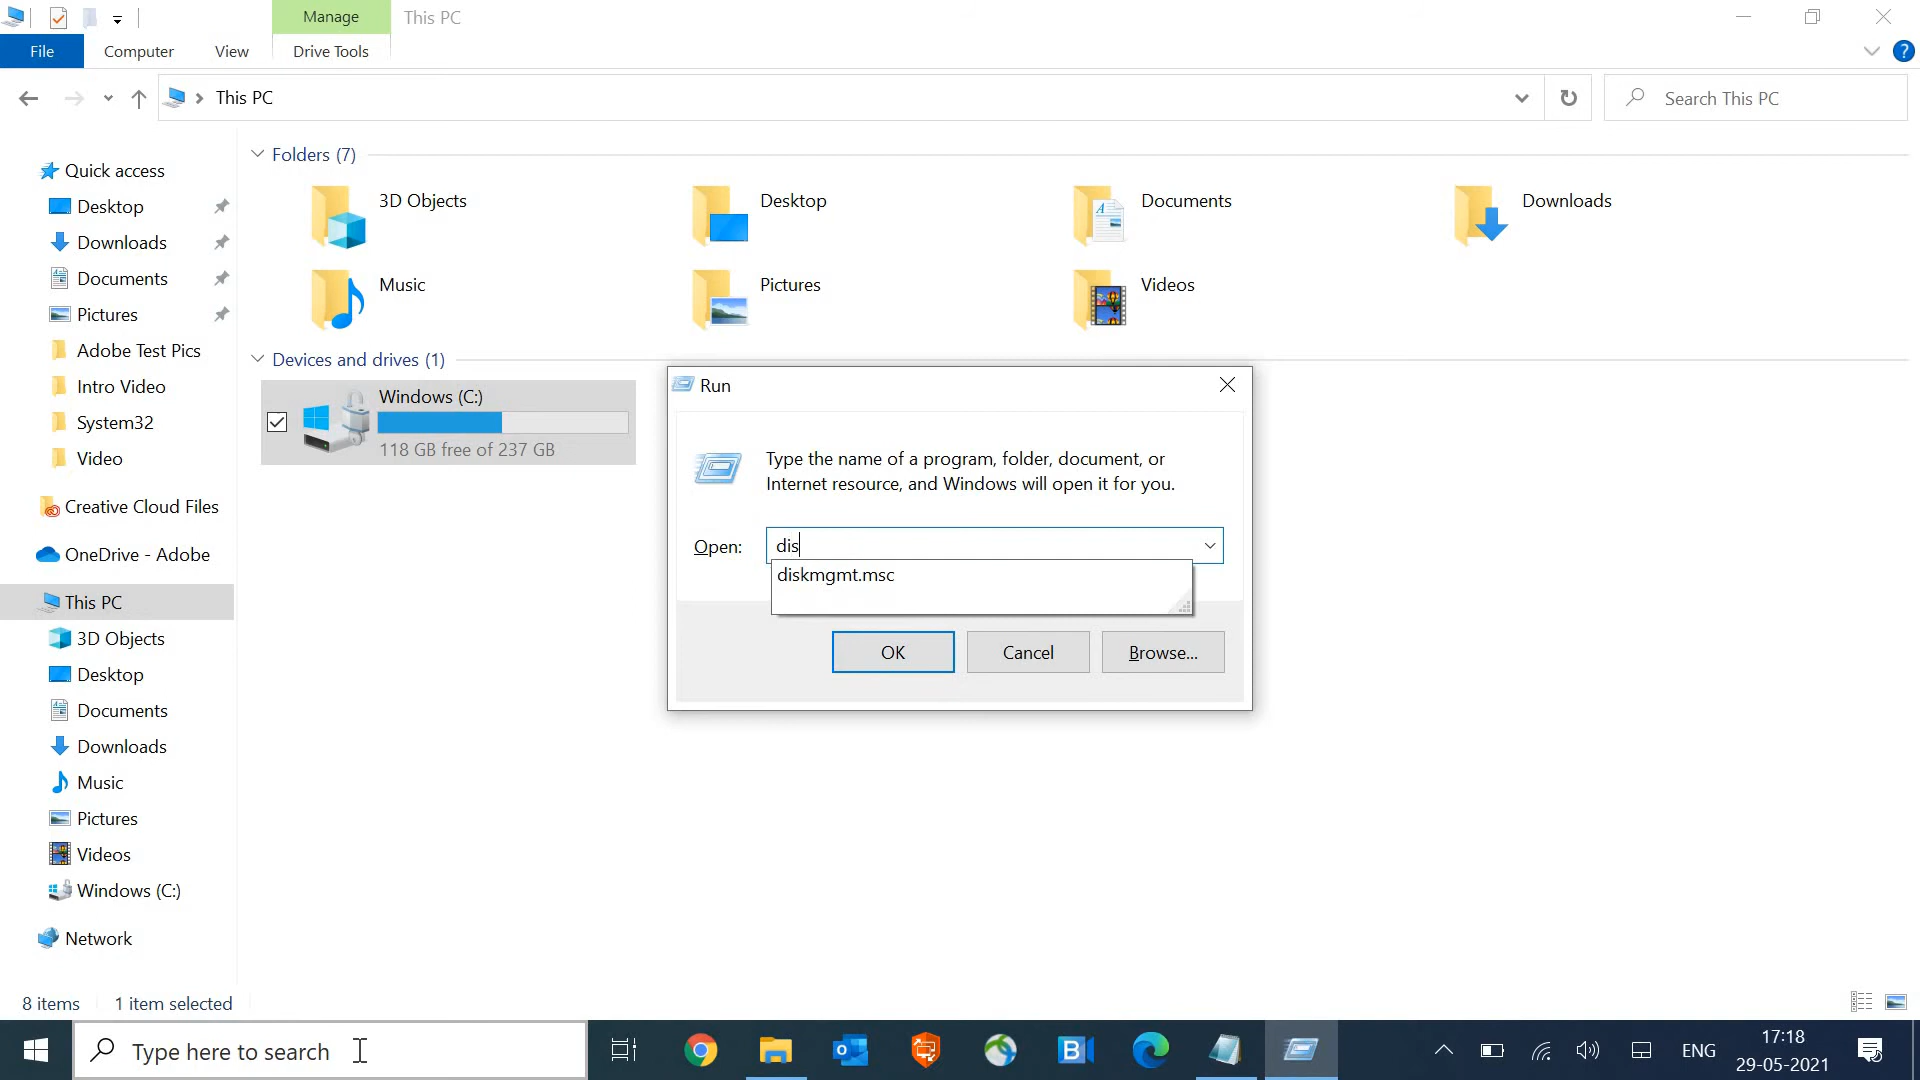 Manage
This PC
File
Computer
View
Drive Tools
This PC
Search This PC
Quick access
Desktop
Downloads
Documents
Pictures
Adobe Test Pics
Intro Video
System32
Video
Creative Cloud Files
OneDrive - Adobe
This PC
3D Objects
Desktop
Documents
Downloads
Music
Pictures
Videos
Windows (C:)
Network
Folders (7)
3D Objects
Desktop
Documents
Downloads
Music
Pictures
Videos
Devices and drives (1)
Windows (C:)
118 GB free of 237 GB
Run
Type the name of a program, folder, document, or
Internet resource, and Windows will open it for you.
Open: dis
diskmgmt.msc
OK
Cancel
Browse...
8 items
1 item selected
Type here to search
ENG
17:18
29-05-2021